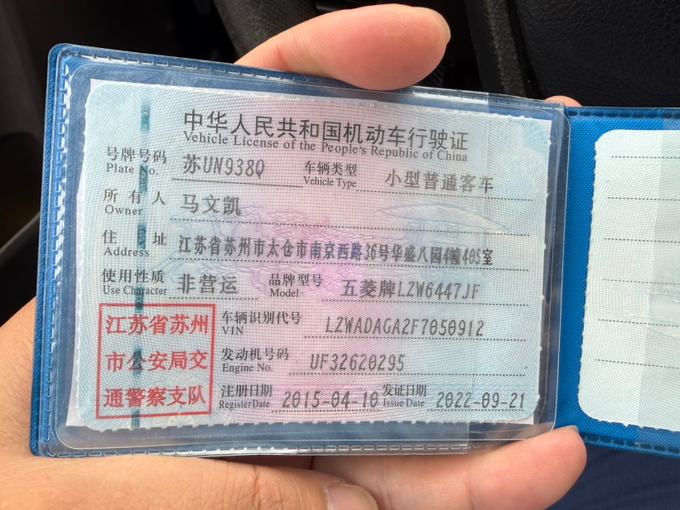 中华人民共和国机动车行驶证
Vehicle License of the People's Republic of China
号牌号码 Plate No. 苏UN938Q 车辆类型 Vehicle Type 小型普通客车
所有人 Owner 马文凯
住址 Address 江苏省苏州市太仓市南京西路36号华盛八园4幢405室
使用性质 Use Character 非营运 品牌型号 Model 五菱牌LZW6447JF
车辆识别代号 VIN LZWADAGA2F7050912
发动机号码 Engine No. UF32620295
注册日期 Register Date 2015-04-10 发证日期 Issue Date 2022-09-21
江苏省苏州
市公安局交
通警察支队